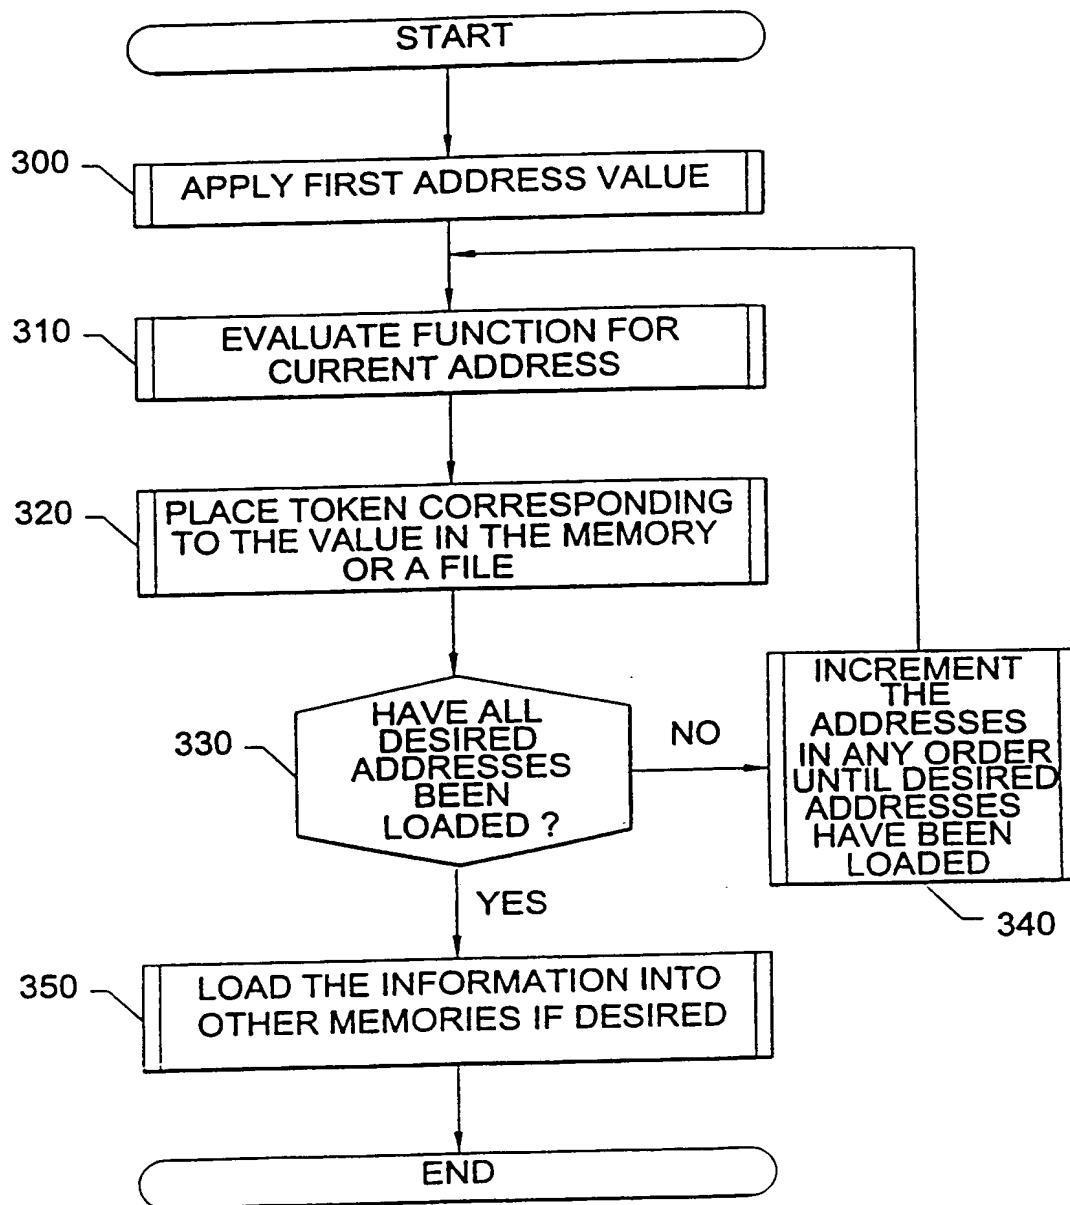 START
300
APPLY FIRST ADDRESS VALUE
310
EVALUATE FUNCTION FOR
CURRENT ADDRESS
320
PLACE TOKEN CORRESPONDING
TO THE VALUE IN THE MEMORY
OR A FILE
330
HAVE ALL
DESIRED
ADDRESSES
BEEN
LOADED ?
NO
INCREMENT
THE
ADDRESSES
IN ANY ORDER
UNTIL DESIRED
ADDRESSES
HAVE BEEN
LOADED
340
YES
350
LOAD THE INFORMATION INTO
OTHER MEMORIES IF DESIRED
END